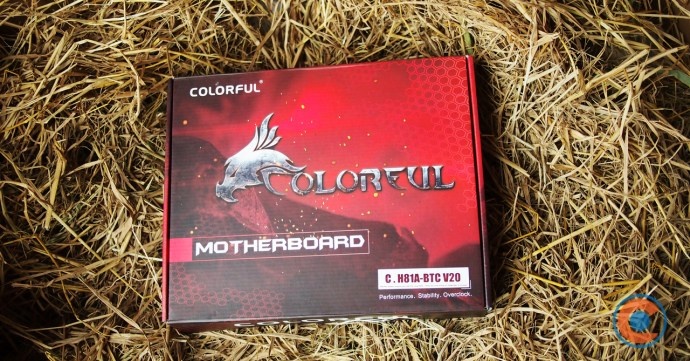 COLORFUL®
COLORFUL
MOTHERBOARD
C.H81A-BTC V20
Performance. Stability. Overclock.